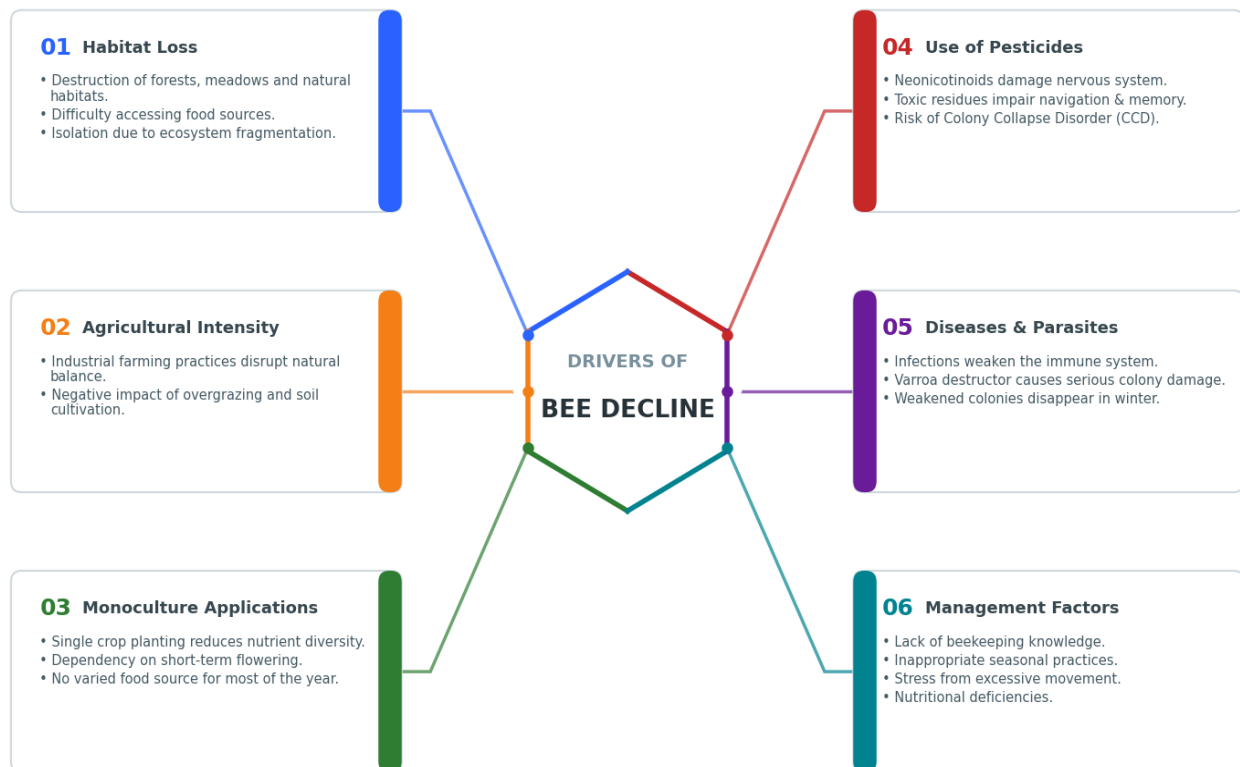 01 Habitat Loss
• Destruction of forests, meadows and natural
habitats.
• Difficulty accessing food sources.
• Isolation due to ecosystem fragmentation.
02 Agricultural Intensity
• Industrial farming practices disrupt natural
balance.
• Negative impact of overgrazing and soil
cultivation.
03 Monoculture Applications
• Single crop planting reduces nutrient diversity.
• Dependency on short-term flowering.
• No varied food source for most of the year.
DRIVERS OF
BEE DECLINE
04 Use of Pesticides
• Neonicotinoids damage nervous system.
• Toxic residues impair navigation & memory.
• Risk of Colony Collapse Disorder (CCD).
05 Diseases & Parasites
• Infections weaken the immune system.
• Varroa destructor causes serious colony damage.
• Weakened colonies disappear in winter.
06 Management Factors
• Lack of beekeeping knowledge.
• Inappropriate seasonal practices.
• Stress from excessive movement.
• Nutritional deficiencies.